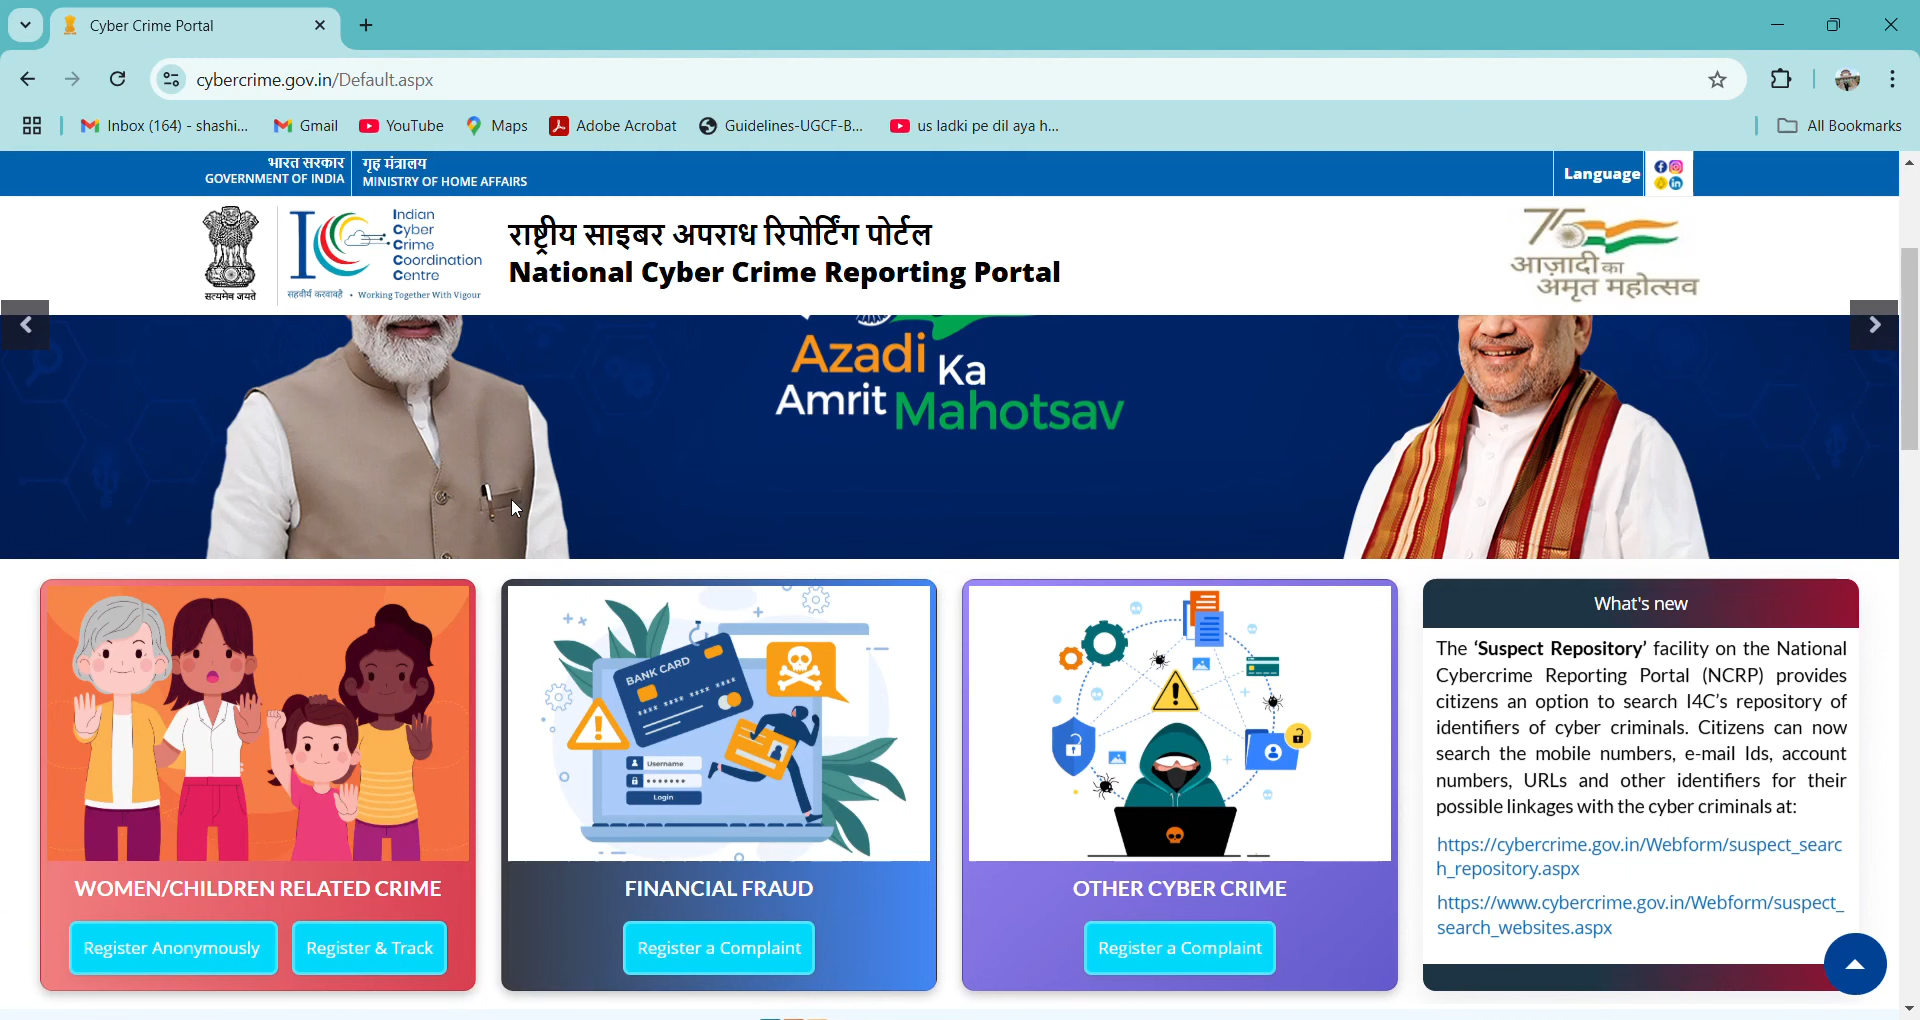 Cyber Crime Portal
cybercrime.gov.in/Default.aspx
Inbox (164) - shashi...
Gmail
YouTube
Maps
Adobe Acrobat
Guidelines-UGCF-B...
us ladki pe dil aya h...
All Bookmarks
भारत सरकार
GOVERNMENT OF INDIA
गृह मंत्रालय
MINISTRY OF HOME AFFAIRS
Language
सत्यमेव जयते
Indian
Cyber
Crime
Coordination
Centre
सहवीर्यं करवावहै • Working Together With Vigour
राष्ट्रीय साइबर अपराध रिपोर्टिंग पोर्टल
National Cyber Crime Reporting Portal
75
आज़ादी का
अमृत महोत्सव
Azadi Ka
Amrit Mahotsav
BANK CARD
Username
Login
WOMEN/CHILDREN RELATED CRIME
Register Anonymously
Register & Track
FINANCIAL FRAUD
Register a Complaint
OTHER CYBER CRIME
Register a Complaint
What's new
The ‘Suspect Repository’ facility on the National
Cybercrime Reporting Portal (NCRP) provides
citizens an option to search I4C’s repository of
identifiers of cyber criminals. Citizens can now
search the mobile numbers, e-mail Ids, account
numbers, URLs and other identifiers for their
possible linkages with the cyber criminals at:
https://cybercrime.gov.in/Webform/suspect_searc
h_repository.aspx
https://www.cybercrime.gov.in/Webform/suspect_
search_websites.aspx